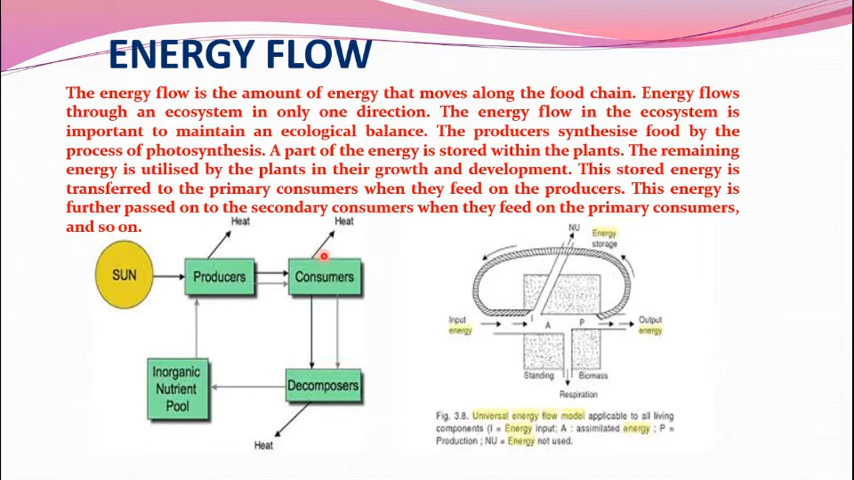 ENERGY FLOW
The energy flow is the amount of energy that moves along the food chain. Energy flows
through an ecosystem in only one direction. The energy flow in the ecosystem is
important to maintain an ecological balance. The producers synthesise food by the
process of photosynthesis. A part of the energy is stored within the plants. The remaining
energy is utilised by the plants in their growth and development. This stored energy is
transferred to the primary consumers when they feed on the producers. This energy is
further passed on to the secondary consumers when they feed on the primary consumers,
and so on.
Heat
Heat
SUN
Producers
Consumers
Inorganic
Nutrient
Pool
Decomposers
Heat
NU
Energy
storage
Input
energy
I
A
P
Output
energy
Standing
Biomass
Respiration
Fig. 3.8. Universal energy flow model applicable to all living
components (I = Energy input; A : assimilated energy ; P =
Production ; NU = Energy not used.